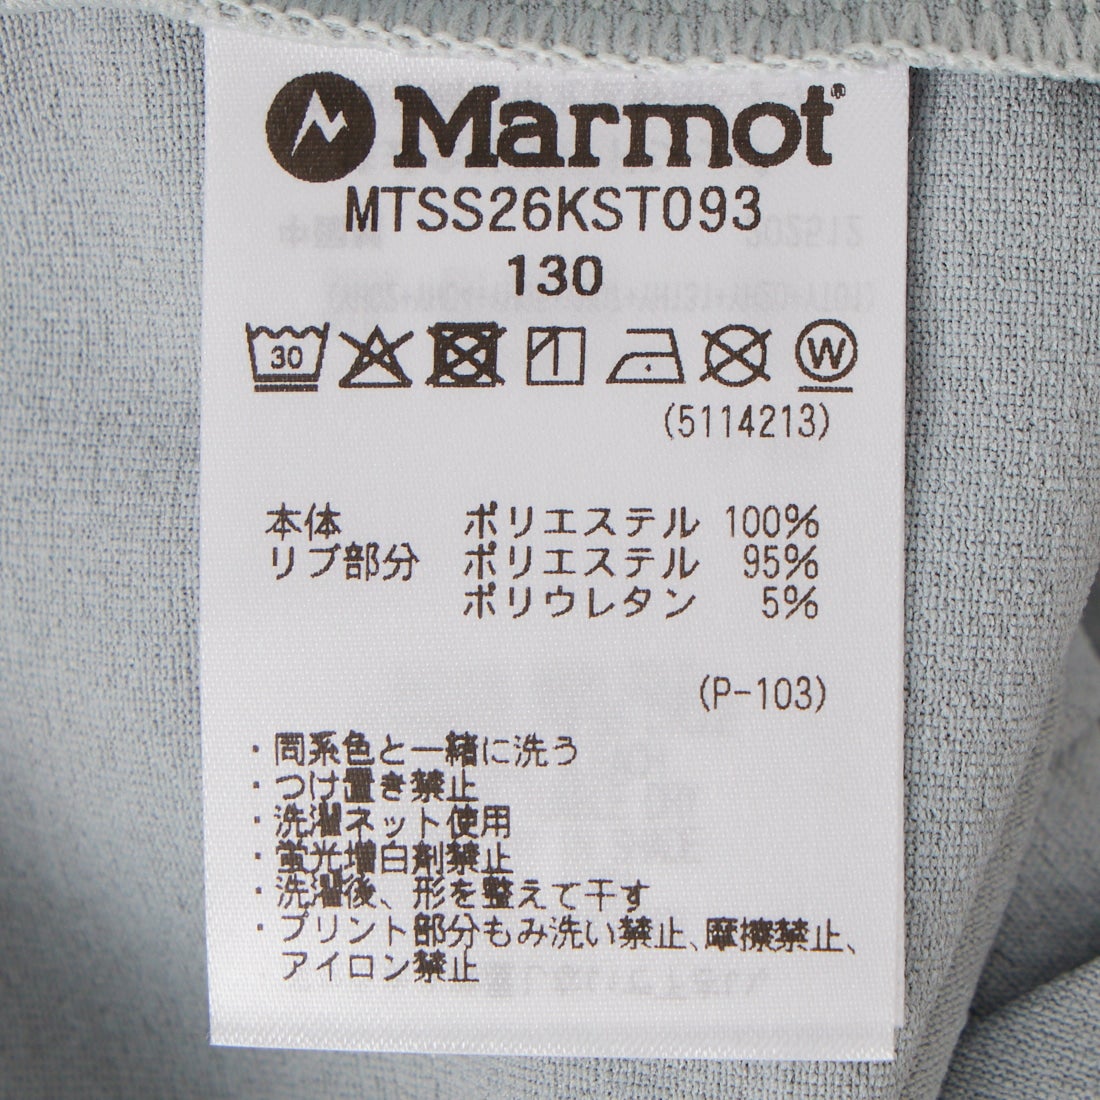 Marmot®
MTSS26KST093
130
30
W
(5114213)
本体 ポリエステル 100%
リブ部分 ポリエステル 95%
ポリウレタン 5%
(P-103)
・同系色と一緒に洗う
・つけ置き禁止
・洗濯ネット使用
・蛍光増白剤禁止
・洗濯後、形を整えて干す
・プリント部分もみ洗い禁止、摩擦禁止、
アイロン禁止